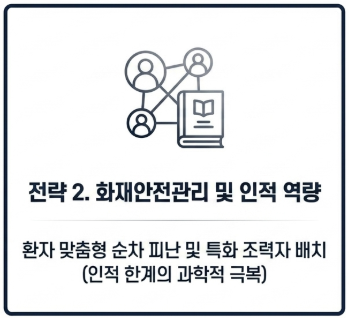 전략 2. 화재안전관리 및 인적 역량
환자 맞춤형 순차 피난 및 특화 조력자 배치
(인적 한계의 과학적 극복)